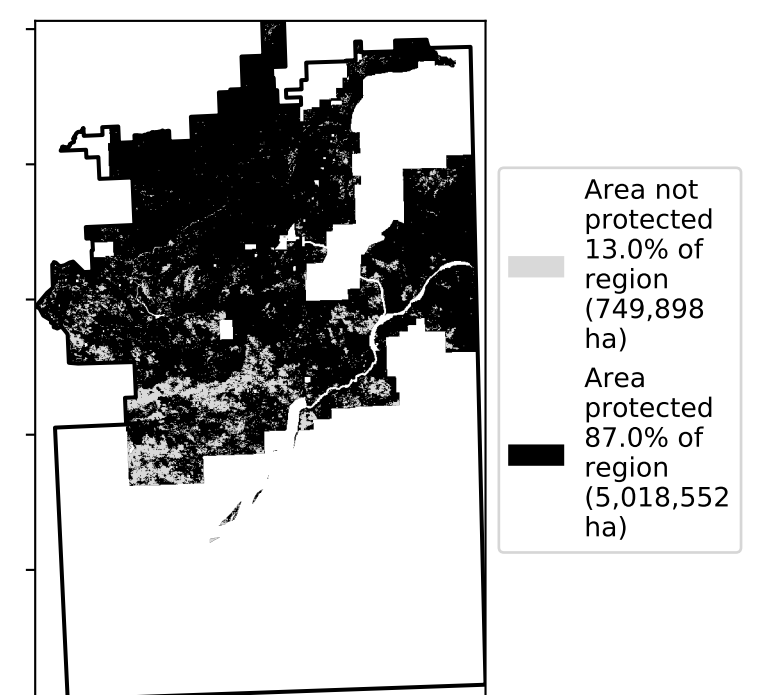 Area not
protected
13.0% of
region
(749,898
ha)
Area
protected
87.0% of
region
(5,018,552
ha)